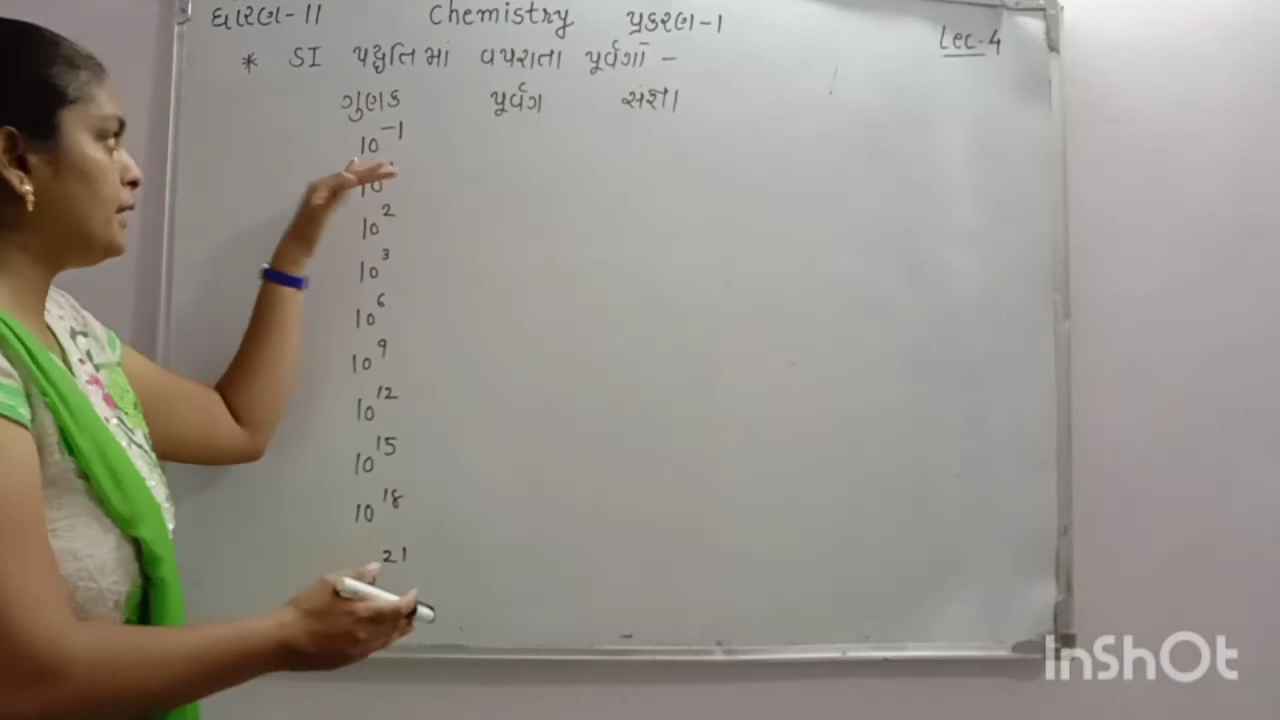 ધોરણ-11 Chemistry પ્રકરણ-1
Lec-4
* SI પદ્ધતિમાં વપરાતા પૂર્વગો -
ગુણક પૂર્વગ સંજ્ઞા
10⁻¹
10
10²
10³
10⁶
10⁹
10¹²
10¹⁵
10¹⁸
21
InShOt